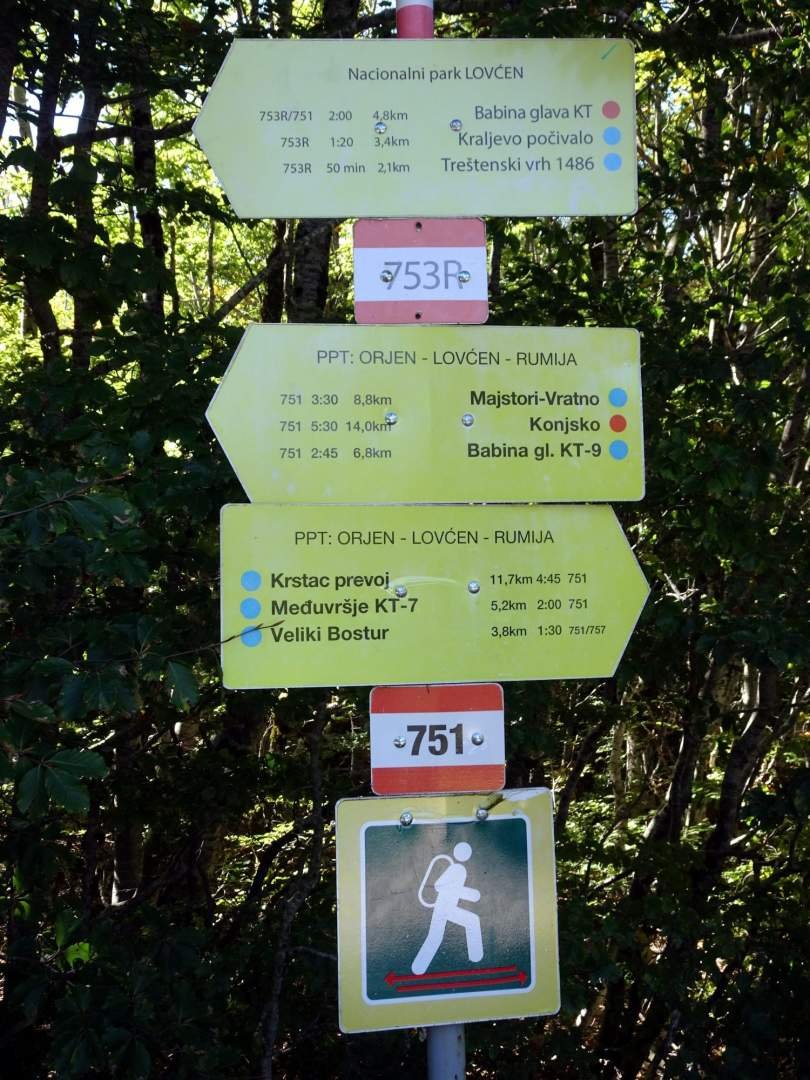 Nacionalni park LOVĆEN
753R/751 2:00 4,8km Babina glava KT
753R 1:20 3,4km Kraljevo počivalo
753R 50 min 2,1km Treštenski vrh 1486
753R
PPT: ORJEN - LOVĆEN - RUMIJA
751 3:30 8,8km Majstori-Vratno
751 5:30 14,0km Konjsko
751 2:45 6,8km Babina gl. KT-9
PPT: ORJEN - LOVĆEN - RUMIJA
Krstac prevoj 11,7km 4:45 751
Međuvršje KT-7 5,2km 2:00 751
Veliki Bostur 3,8km 1:30 751/757
751